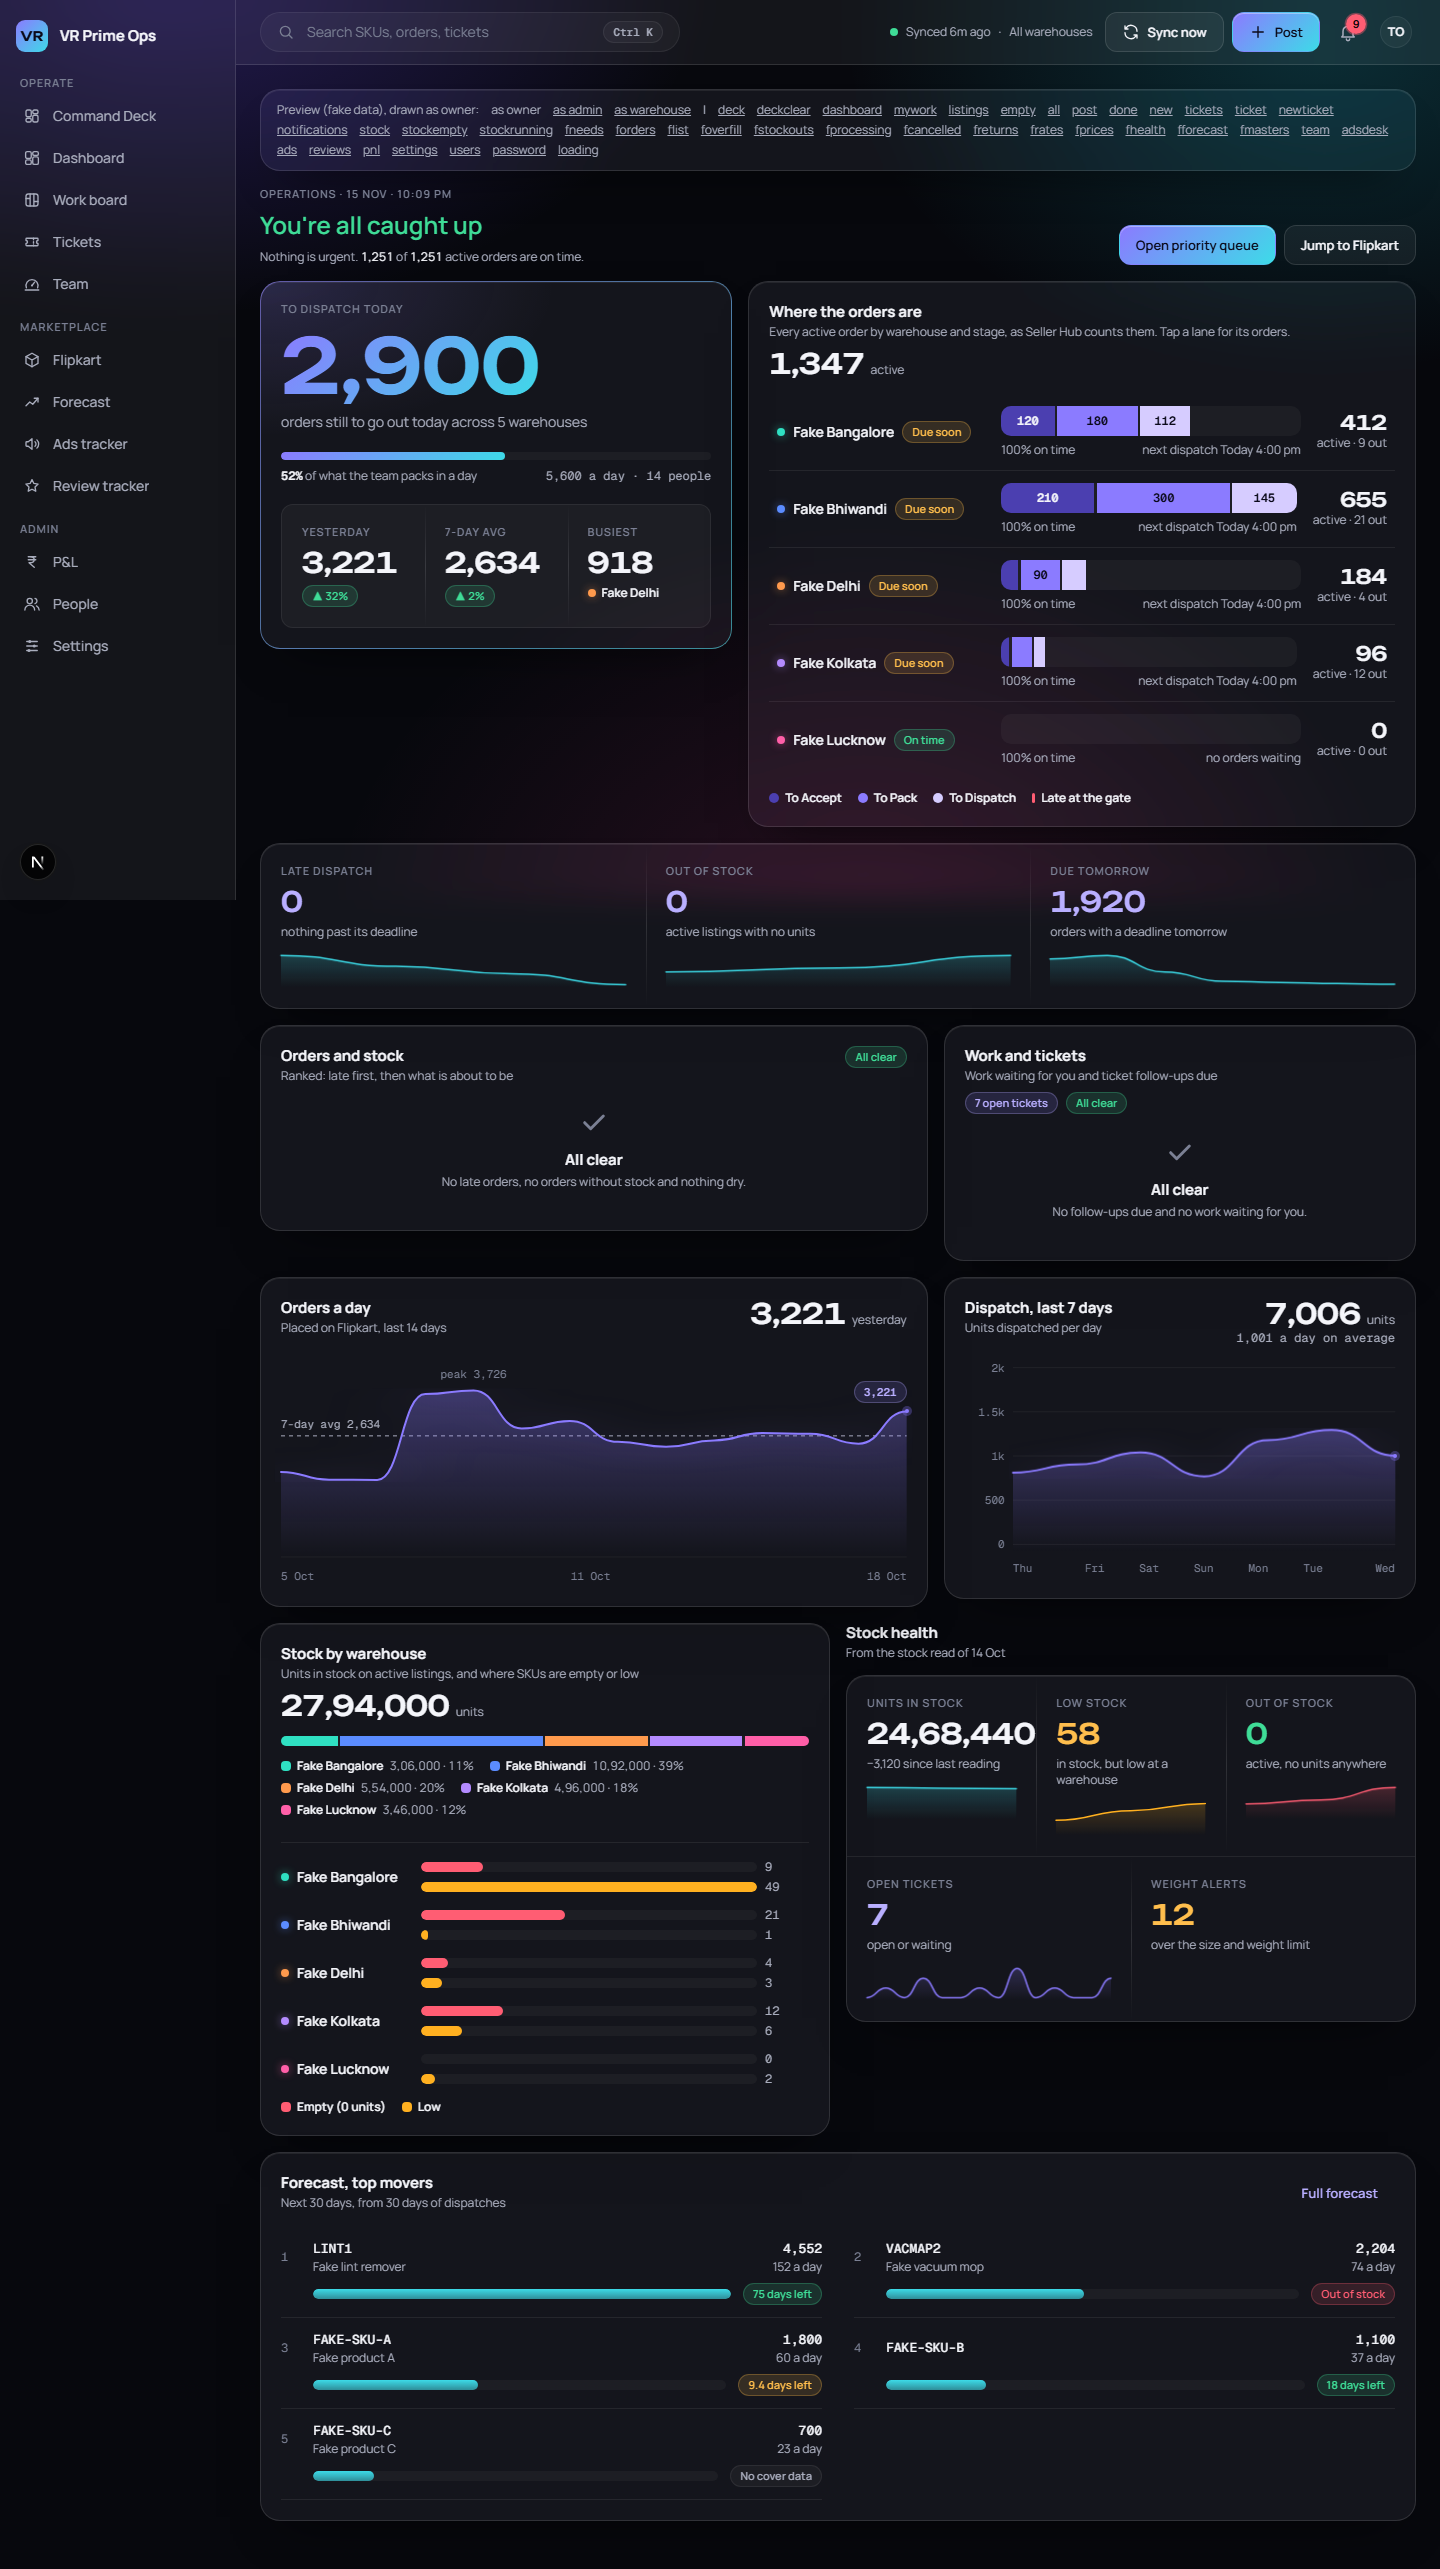 VR VR Prime Ops
Search SKUs, orders, tickets Ctrl K
Synced 6m ago · All warehouses
Sync now
+ Post
9
TO
OPERATE
Command Deck
Dashboard
Work board
Tickets
Team
MARKETPLACE
Flipkart
Forecast
Ads tracker
Review tracker
ADMIN
P&L
People
Settings
N
Preview (fake data), drawn as owner: as owner as admin as warehouse | deck deckclear dashboard mywork listings empty all post done new tickets ticket newticket
notifications stock stockempty stockrunning fneeds forders flist foverfill fstockouts fprocessing fcancelled freturns frates fprices fhealth fforecast fmasters team adsdesk
ads reviews pnl settings users password loading
OPERATIONS · 15 NOV · 10:09 PM
You're all caught up
Nothing is urgent. 1,251 of 1,251 active orders are on time.
Open priority queue
Jump to Flipkart
TO DISPATCH TODAY
2,900
orders still to go out today across 5 warehouses
52% of what the team packs in a day 5,600 a day · 14 people
YESTERDAY 7-DAY AVG BUSIEST
3,221 2,634 918
▲ 32% ▲ 2% Fake Delhi
Where the orders are
Every active order by warehouse and stage, as Seller Hub counts them. Tap a lane for its orders.
1,347 active
Fake Bangalore Due soon 120 180 112 412
100% on time next dispatch Today 4:00 pm active · 9 out
Fake Bhiwandi Due soon 210 300 145 655
100% on time next dispatch Today 4:00 pm active · 21 out
Fake Delhi Due soon 90 184
100% on time next dispatch Today 4:00 pm active · 4 out
Fake Kolkata Due soon 96
100% on time next dispatch Today 4:00 pm active · 12 out
Fake Lucknow On time 0
100% on time no orders waiting active · 0 out
To Accept To Pack To Dispatch Late at the gate
LATE DISPATCH OUT OF STOCK DUE TOMORROW
0 0 1,920
nothing past its deadline active listings with no units orders with a deadline tomorrow
Orders and stock All clear
Ranked: late first, then what is about to be
All clear
No late orders, no orders without stock and nothing dry.
Work and tickets
Work waiting for you and ticket follow-ups due
7 open tickets All clear
All clear
No follow-ups due and no work waiting for you.
Orders a day 3,221 yesterday
Placed on Flipkart, last 14 days
peak 3,726
3,221
7-day avg 2,634
5 Oct 11 Oct 18 Oct
Dispatch, last 7 days 7,006 units
Units dispatched per day 1,001 a day on average
2k
1.5k
1k
500
0
Thu Fri Sat Sun Mon Tue Wed
Stock by warehouse
Units in stock on active listings, and where SKUs are empty or low
27,94,000 units
Fake Bangalore 3,06,000 · 11% Fake Bhiwandi 10,92,000 · 39%
Fake Delhi 5,54,000 · 20% Fake Kolkata 4,96,000 · 18%
Fake Lucknow 3,46,000 · 12%
Fake Bangalore 9
49
Fake Bhiwandi 21
1
Fake Delhi 4
3
Fake Kolkata 12
6
Fake Lucknow 0
2
Empty (0 units) Low
Stock health
From the stock read of 14 Oct
UNITS IN STOCK LOW STOCK OUT OF STOCK
24,68,440 58 0
−3,120 since last reading in stock, but low at a active, no units anywhere
warehouse
OPEN TICKETS WEIGHT ALERTS
7 12
open or waiting over the size and weight limit
Forecast, top movers
Next 30 days, from 30 days of dispatches
Full forecast
1 LINT1 4,552
Fake lint remover 152 a day
75 days left
2 VACMAP2 2,204
Fake vacuum mop 74 a day
Out of stock
3 FAKE-SKU-A 1,800
Fake product A 60 a day
9.4 days left
4 FAKE-SKU-B 1,100
37 a day
18 days left
5 FAKE-SKU-C 700
Fake product C 23 a day
No cover data